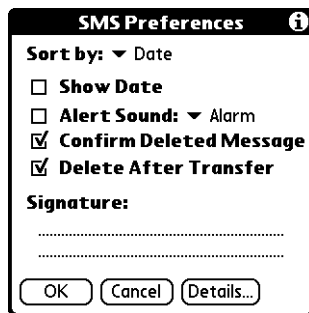 SMS Preferences
Sort by: Date
Show Date
Alert Sound: Alarm
Confirm Deleted Message
Delete After Transfer
Signature:
OK Cancel Details...